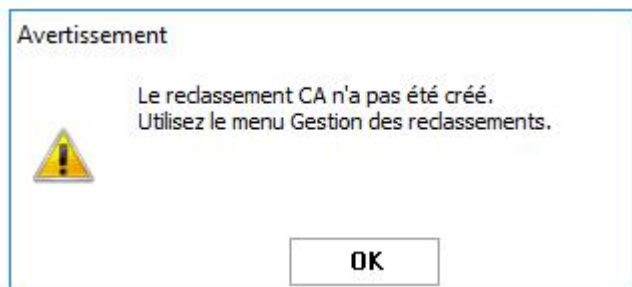 Avertissement
Le reclassement CA n'a pas été créé.
Utilisez le menu Gestion des reclassements.
OK